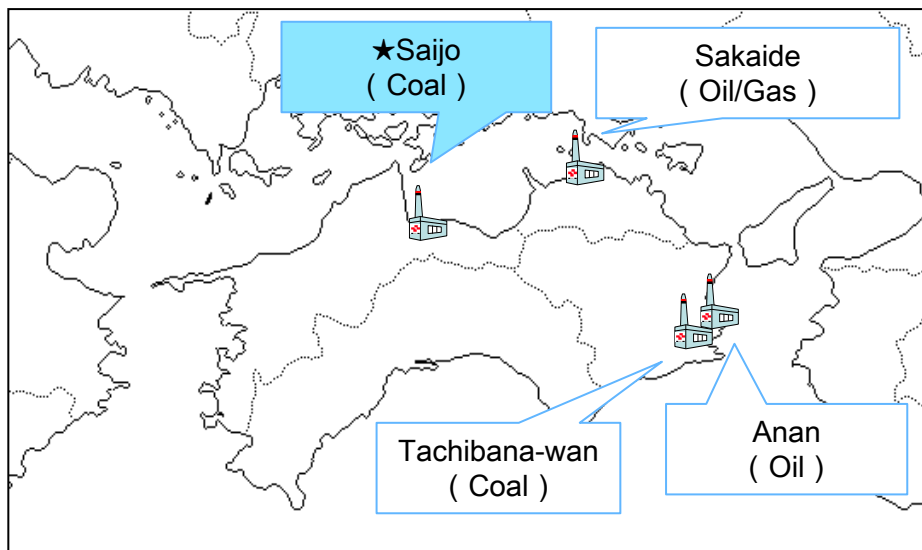 ★Saijo
( Coal )
Sakaide
( Oil/Gas )
Tachibana-wan
( Coal )
Anan
( Oil )